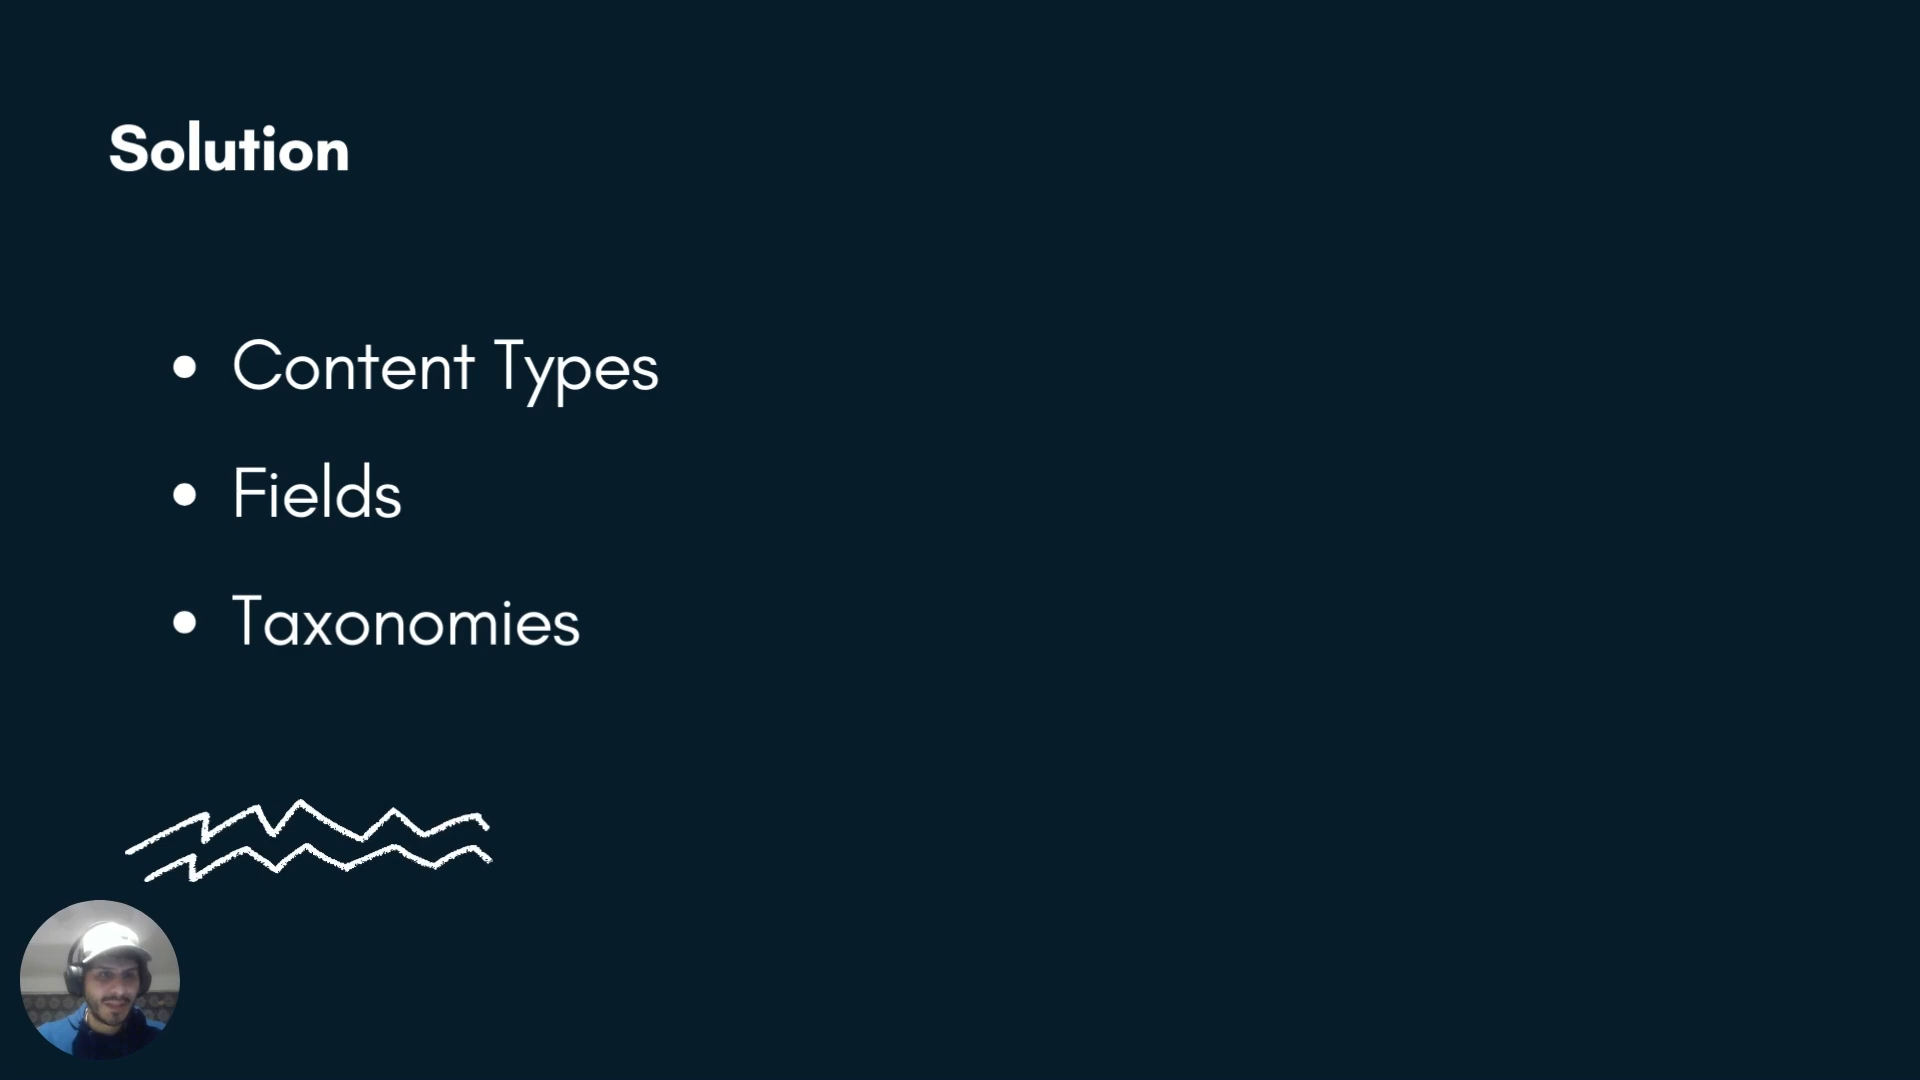 Solution
• Content Types
• Fields
• Taxonomies